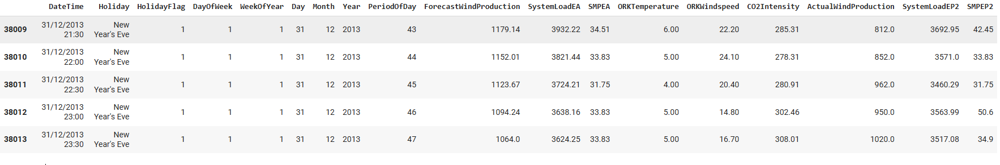 DateTime Holiday HolidayFlag DayOfWeek WeekOfYear Day Month Year PeriodOfDay ForecastWindProduction SystemLoadEA SMPEA ORKTemperature ORKWindspeed CO2Intensity ActualWindProduction SystemLoadEP2 SMPEP2
38009 31/12/2013 21:30 New Year's Eve 1 1 1 31 12 2013 43 1179.14 3932.22 34.51 6.00 22.20 285.31 812.0 3692.95 42.45
38010 31/12/2013 22:00 New Year's Eve 1 1 1 31 12 2013 44 1152.01 3821.44 33.83 5.00 24.10 278.31 852.0 3571.0 33.83
38011 31/12/2013 22:30 New Year's Eve 1 1 1 31 12 2013 45 1123.67 3724.21 31.75 4.00 20.40 280.91 962.0 3460.29 31.75
38012 31/12/2013 23:00 New Year's Eve 1 1 1 31 12 2013 46 1094.24 3638.16 33.83 5.00 14.80 302.46 950.0 3563.99 50.6
38013 31/12/2013 23:30 New Year's Eve 1 1 1 31 12 2013 47 1064.0 3624.25 33.83 5.00 16.70 308.01 1020.0 3517.08 34.9